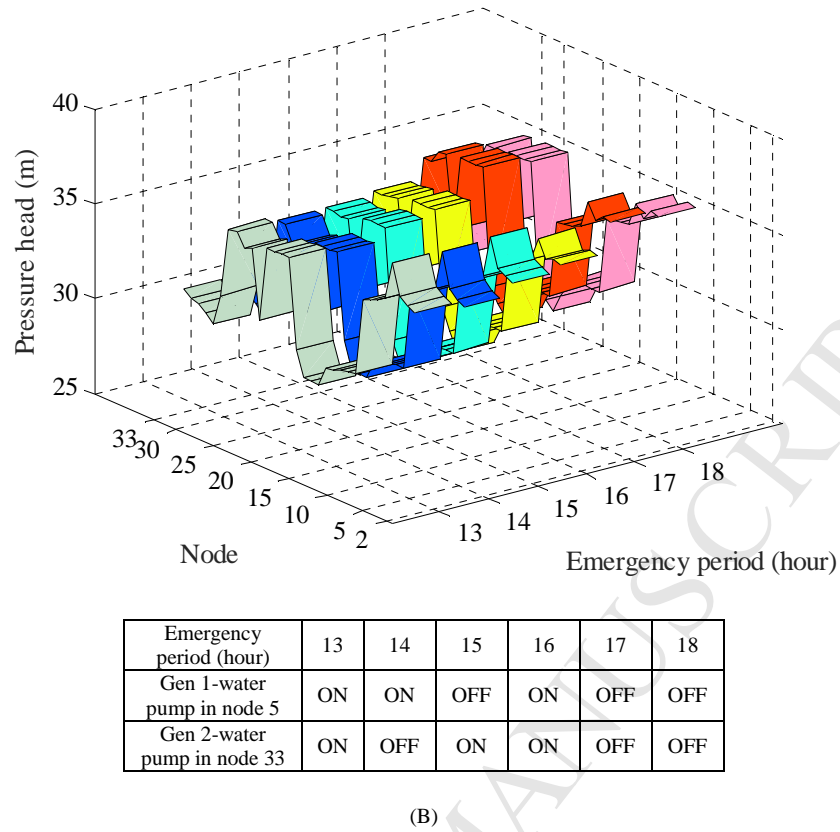 40
35
30
25
Pressure head (m)
33
30
25
20
15
10
5
2
Node
13
14
15
16
17
18
Emergency period (hour)
Emergency period (hour) 13 14 15 16 17 18
Gen 1-water pump in node 5 ON ON OFF ON OFF OFF
Gen 2-water pump in node 33 ON OFF ON ON OFF OFF
(B)
MANUSCRIP